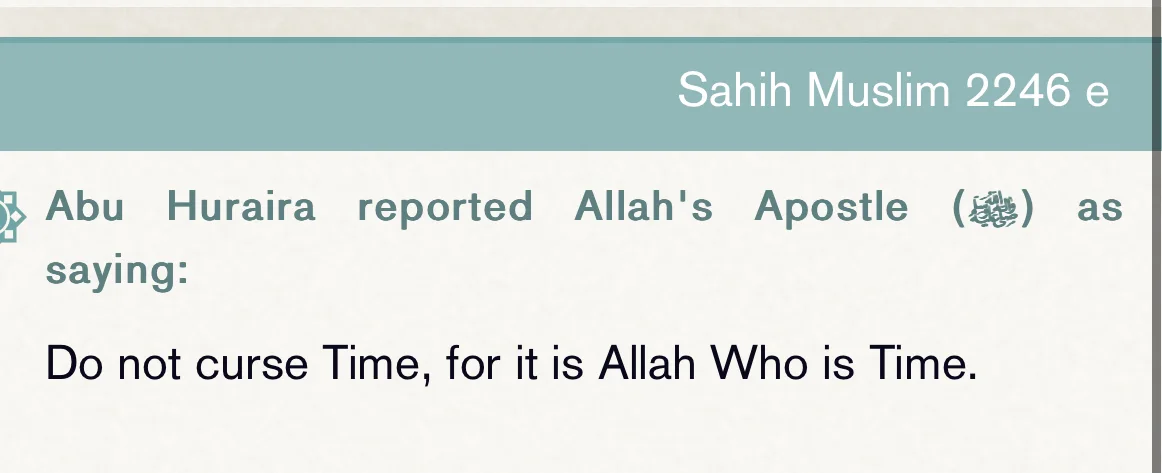 Sahih Muslim 2246 e
Abu Huraira reported Allah's Apostle (ﷺ) as
saying:
Do not curse Time, for it is Allah Who is Time.